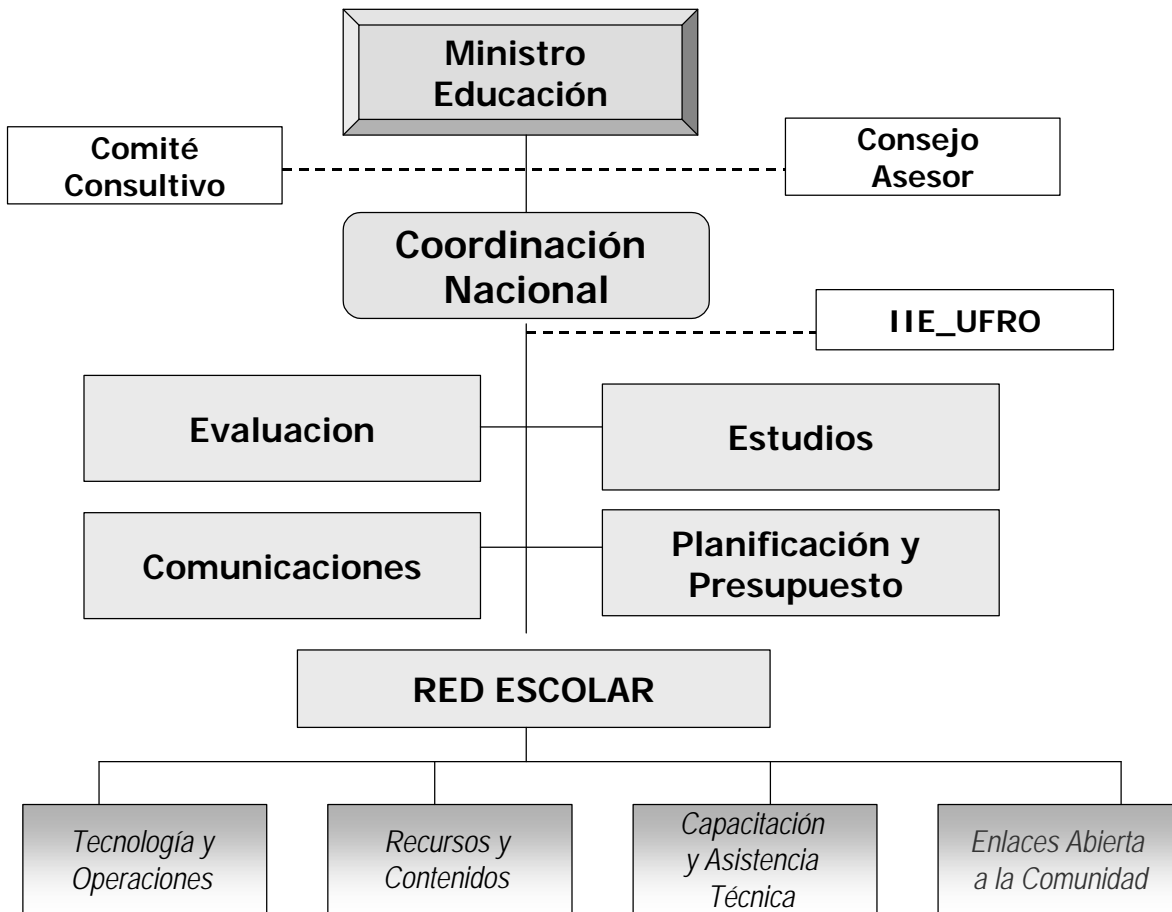 Ministro
Educación
Comité
Consultivo
Consejo
Asesor
Coordinación
Nacional
IIE_UFRO
Evaluacion
Estudios
Comunicaciones
Planificación y
Presupuesto
RED ESCOLAR
Tecnología y
Operaciones
Recursos y
Contenidos
Capacitación
y Asistencia
Técnica
Enlaces Abierta
a la Comunidad